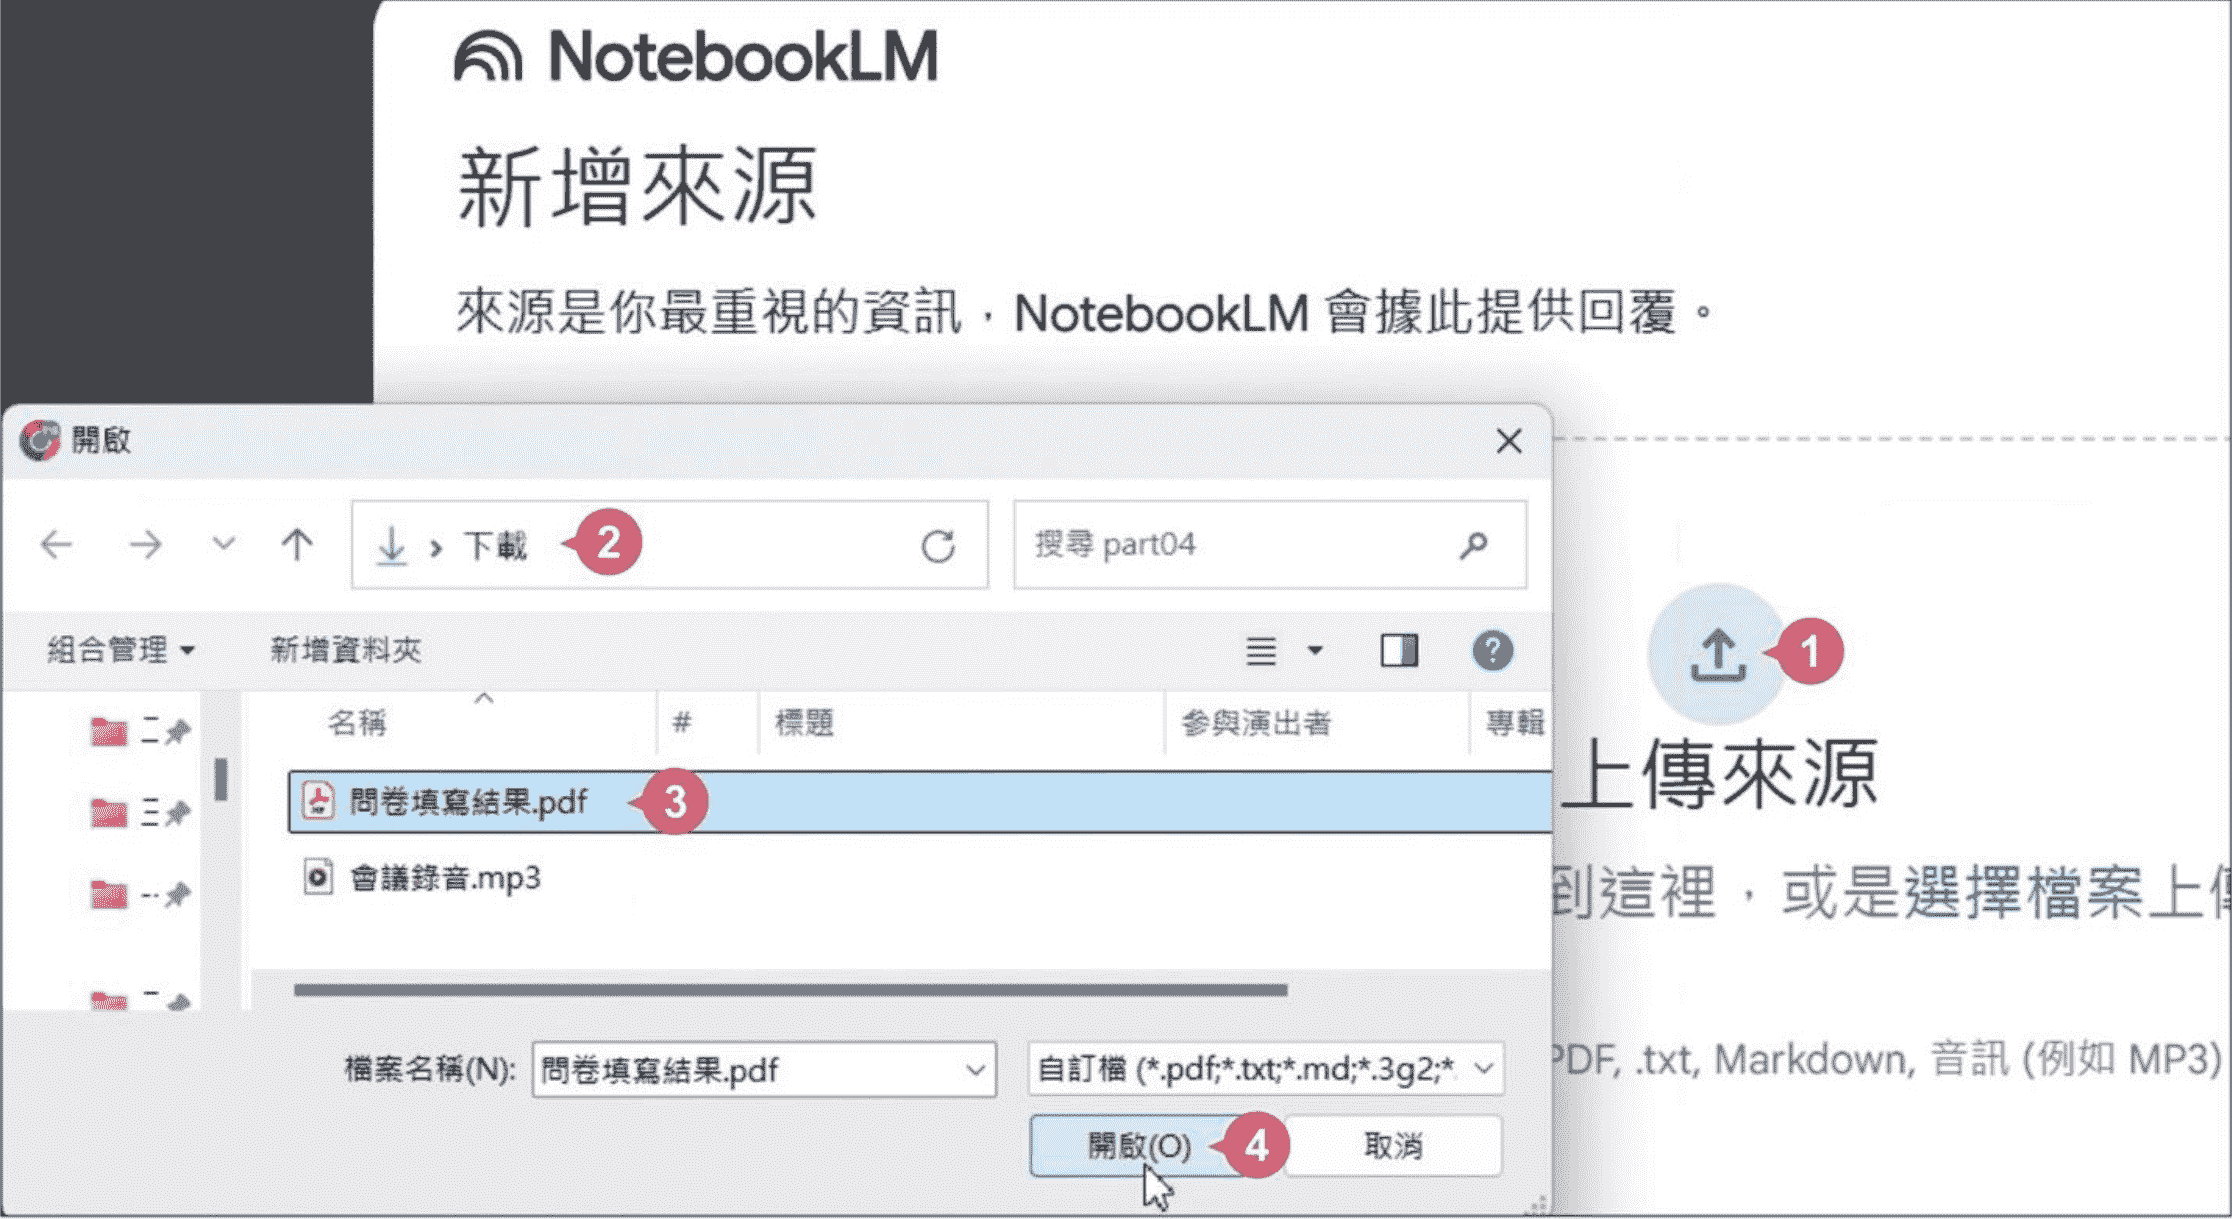 NotebookLM
新增來源
來源是你最重視的資訊，NotebookLM 會據此提供回覆。
開啟
下載 2
搜尋 part04
組合管理
新增資料夾
1
名稱 # 標題 參與演出者 專輯
上傳來源
問卷填寫結果.pdf 3
會議錄音.mp3
到這裡，或是選擇檔案上傳
檔案名稱(N): 問卷填寫結果.pdf 自訂檔 (*.pdf;*.txt;*.md;*.3g2;*.
PDF, .txt, Markdown, 音訊 (例如 MP3)
開啟(O) 4 取消